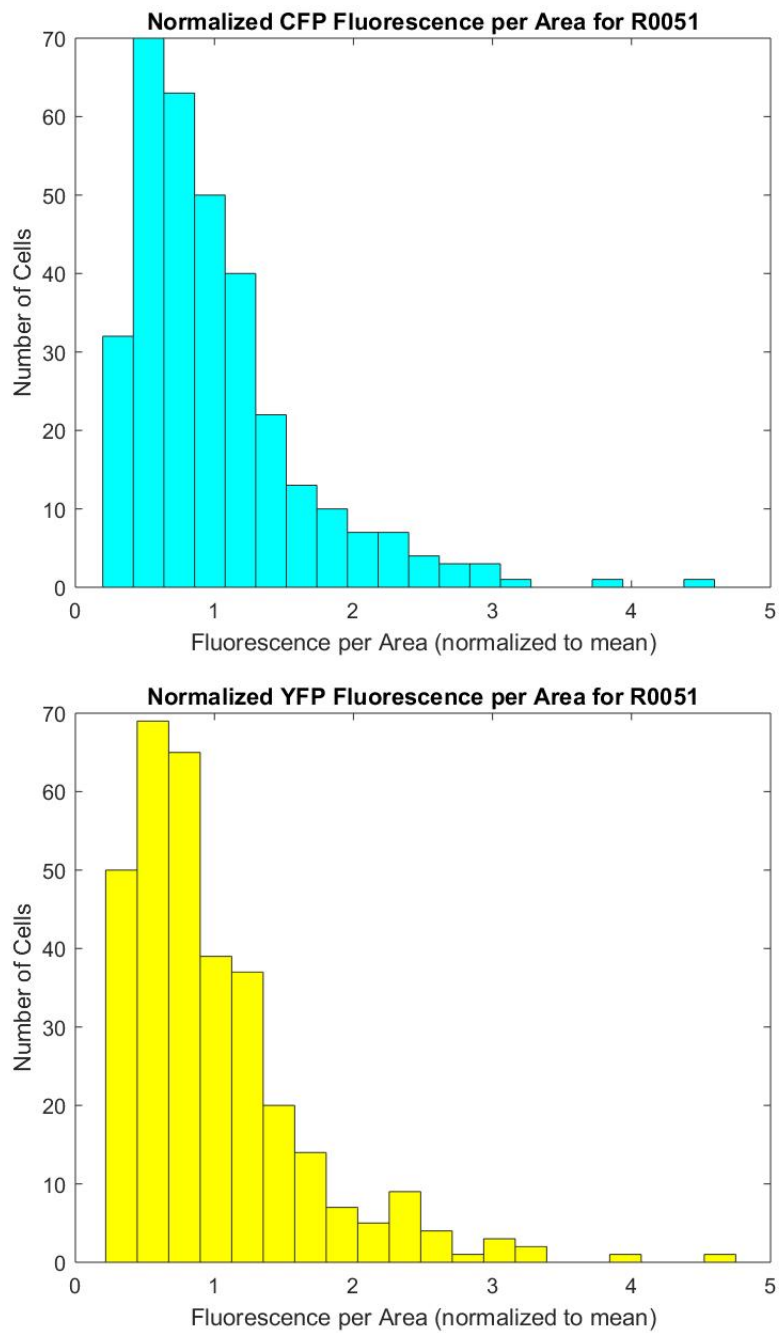 Normalized CFP Fluorescence per Area for R0051
70
60
50
40
30
20
10
0
Number of Cells
0 1 2 3 4 5
Fluorescence per Area (normalized to mean)
Normalized YFP Fluorescence per Area for R0051
70
60
50
40
30
20
10
0
Number of Cells
0 1 2 3 4 5
Fluorescence per Area (normalized to mean)